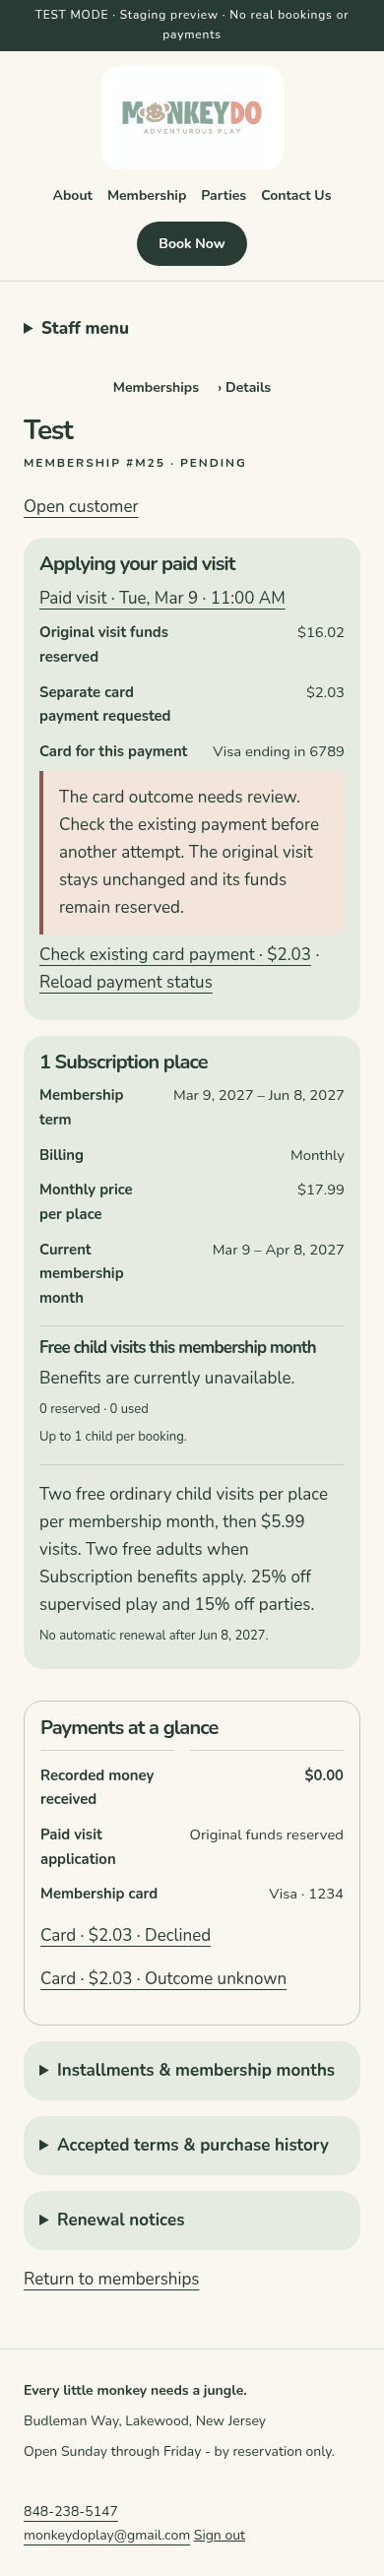 TEST MODE · Staging preview · No real bookings or
payments
MONKEYDO
ADVENTUROUS PLAY
About Membership Parties Contact Us
Book Now
▶ Staff menu
Memberships › Details
Test
MEMBERSHIP #M25 · PENDING
Open customer
Applying your paid visit
Paid visit · Tue, Mar 9 · 11:00 AM
Original visit funds $16.02
reserved
Separate card $2.03
payment requested
Card for this payment Visa ending in 6789
The card outcome needs review.
Check the existing payment before
another attempt. The original visit
stays unchanged and its funds
remain reserved.
Check existing card payment · $2.03 ·
Reload payment status
1 Subscription place
Membership Mar 9, 2027 – Jun 8, 2027
term
Billing Monthly
Monthly price $17.99
per place
Current Mar 9 – Apr 8, 2027
membership
month
Free child visits this membership month
Benefits are currently unavailable.
0 reserved · 0 used
Up to 1 child per booking.
Two free ordinary child visits per place
per membership month, then $5.99
visits. Two free adults when
Subscription benefits apply. 25% off
supervised play and 15% off parties.
No automatic renewal after Jun 8, 2027.
Payments at a glance
Recorded money $0.00
received
Paid visit Original funds reserved
application
Membership card Visa · 1234
Card · $2.03 · Declined
Card · $2.03 · Outcome unknown
▶ Installments & membership months
▶ Accepted terms & purchase history
▶ Renewal notices
Return to memberships
Every little monkey needs a jungle.
Budleman Way, Lakewood, New Jersey
Open Sunday through Friday - by reservation only.
848-238-5147
monkeydoplay@gmail.com Sign out